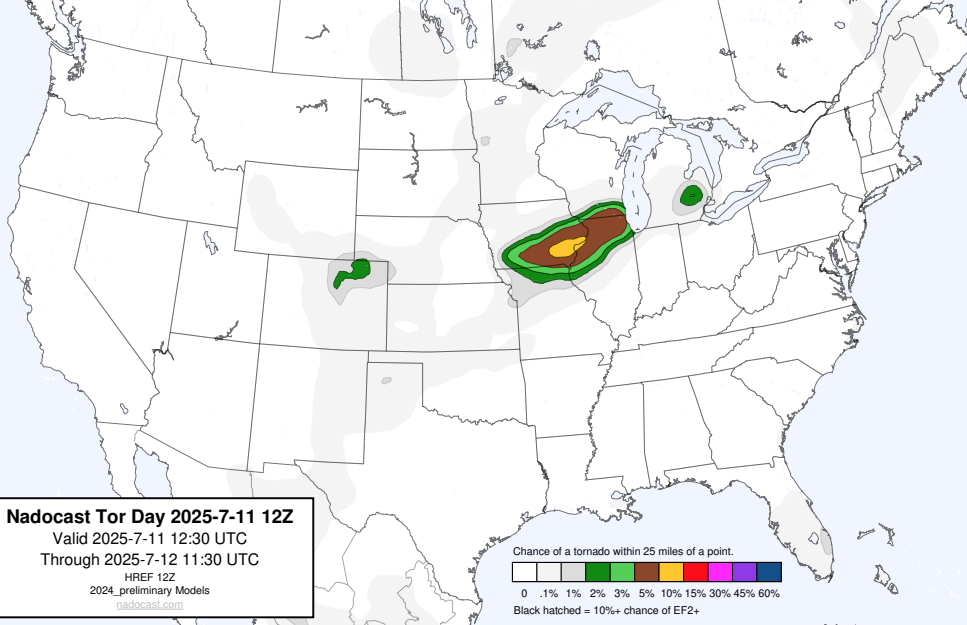 Nadocast Tor Day 2025-7-11 12Z
Valid 2025-7-11 12:30 UTC
Through 2025-7-12 11:30 UTC
HREF 12Z
2024_preliminary Models
nadocast.com
Chance of a tornado within 25 miles of a point.
0 .1% 1% 2% 3% 5% 10% 15% 30% 45% 60%
Black hatched = 10%+ chance of EF2+